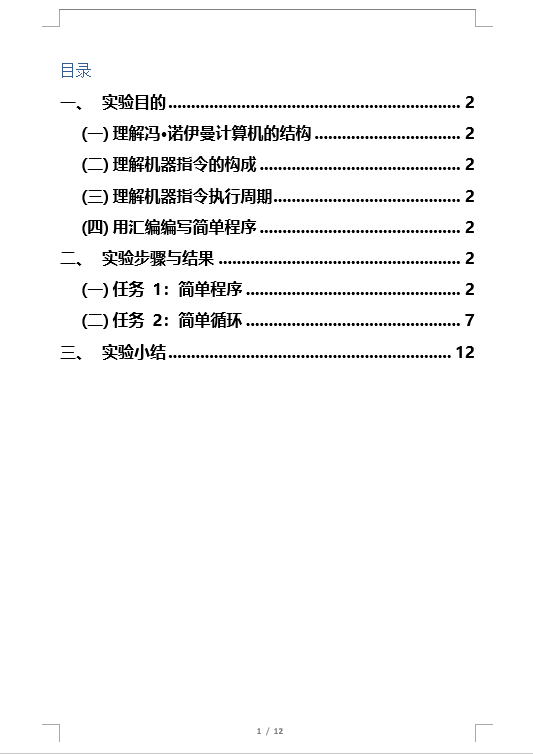 目录
一、 实验目的 ................................................................ 2
(一) 理解冯•诺伊曼计算机的结构 ................................ 2
(二) 理解机器指令的构成 ............................................ 2
(三) 理解机器指令执行周期......................................... 2
(四) 用汇编编写简单程序 ............................................ 2
二、 实验步骤与结果 ..................................................... 2
(一) 任务 1：简单程序 ............................................... 2
(二) 任务 2：简单循环 ............................................... 7
三、 实验小结 .............................................................. 12
1 / 12